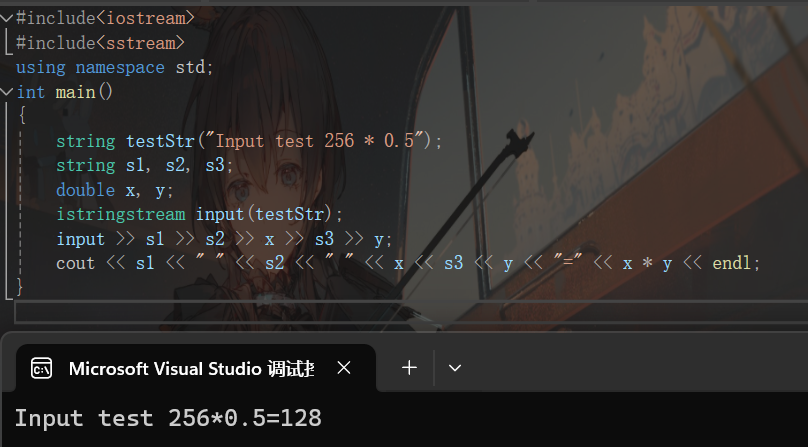 #include<iostream>
#include<sstream>
using namespace std;
int main()
{
string testStr("Input test 256 * 0.5");
string s1, s2, s3;
double x, y;
istringstream input(testStr);
input >> s1 >> s2 >> x >> s3 >> y;
cout << s1 << " " << s2 << " " << x << s3 << y << "=" << x * y << endl;
}
Microsoft Visual Studio 调试
Input test 256*0.5=128